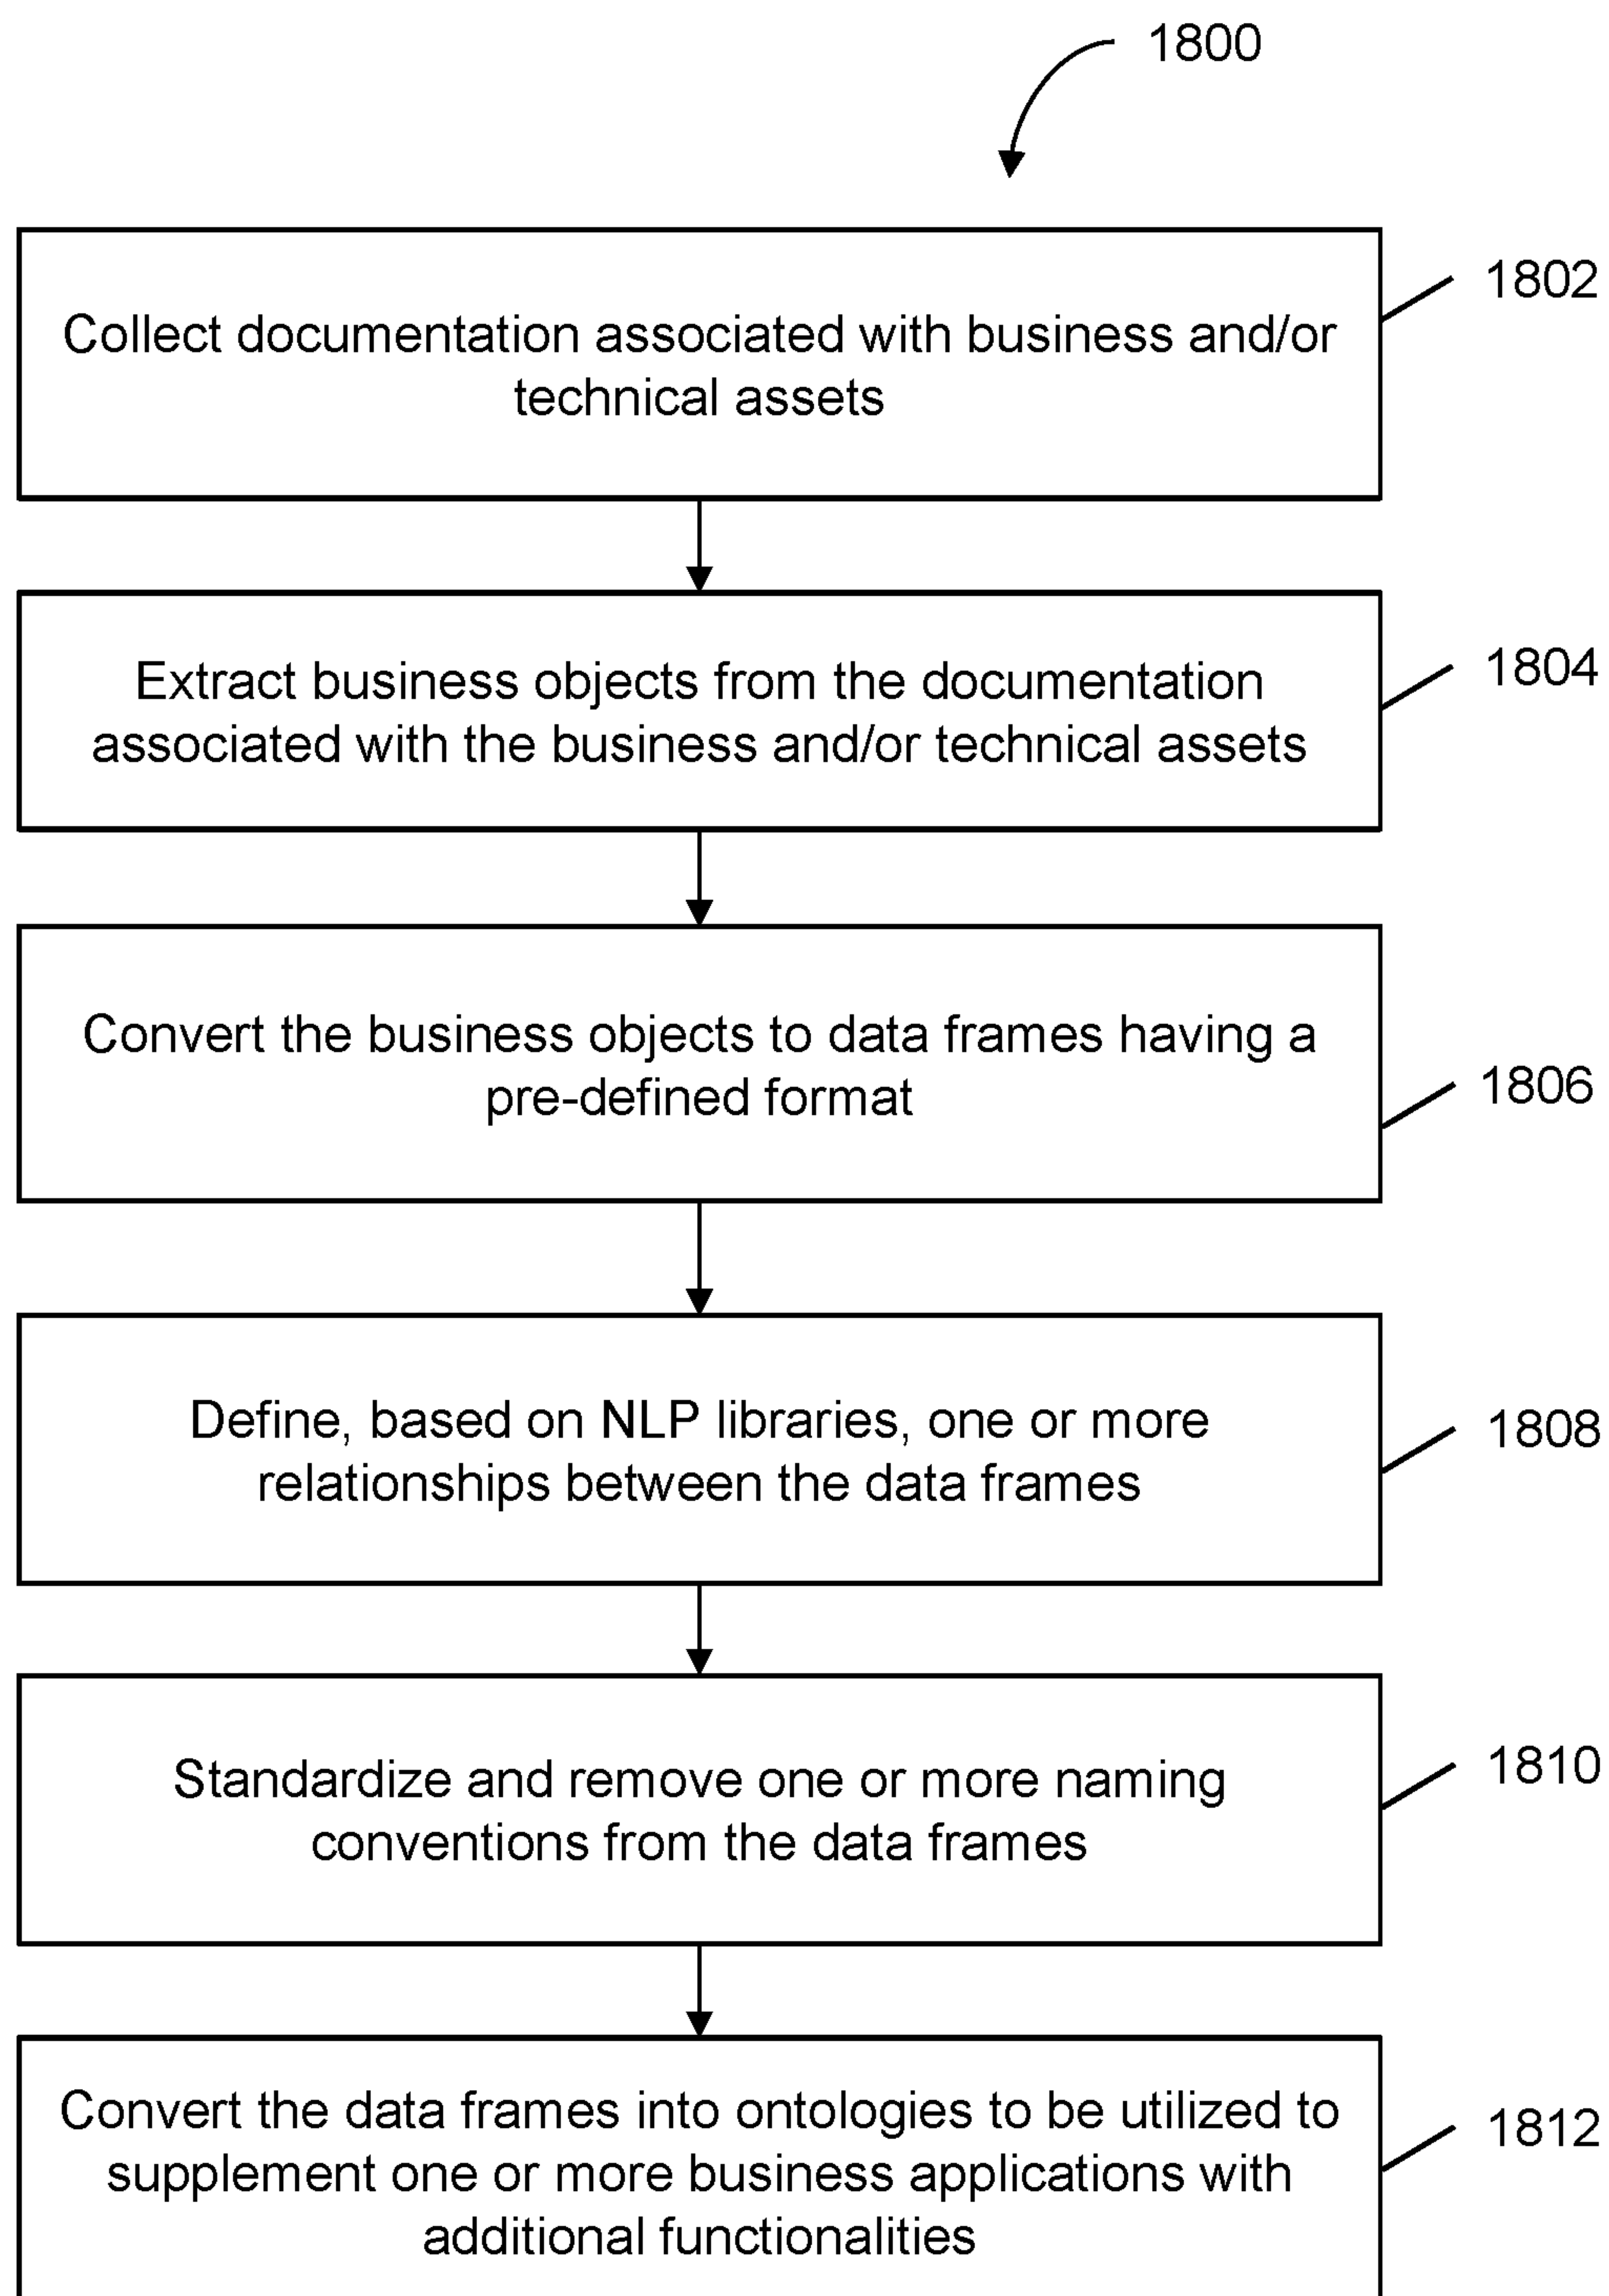 1800
Collect documentation associated with business and/or
technical assets
1802
Extract business objects from the documentation
associated with the business and/or technical assets
1804
Convert the business objects to data frames having a
pre-defined format
1806
Define, based on NLP libraries, one or more
relationships between the data frames
1808
Standardize and remove one or more naming
conventions from the data frames
1810
Convert the data frames into ontologies to be utilized to
supplement one or more business applications with
additional functionalities
1812